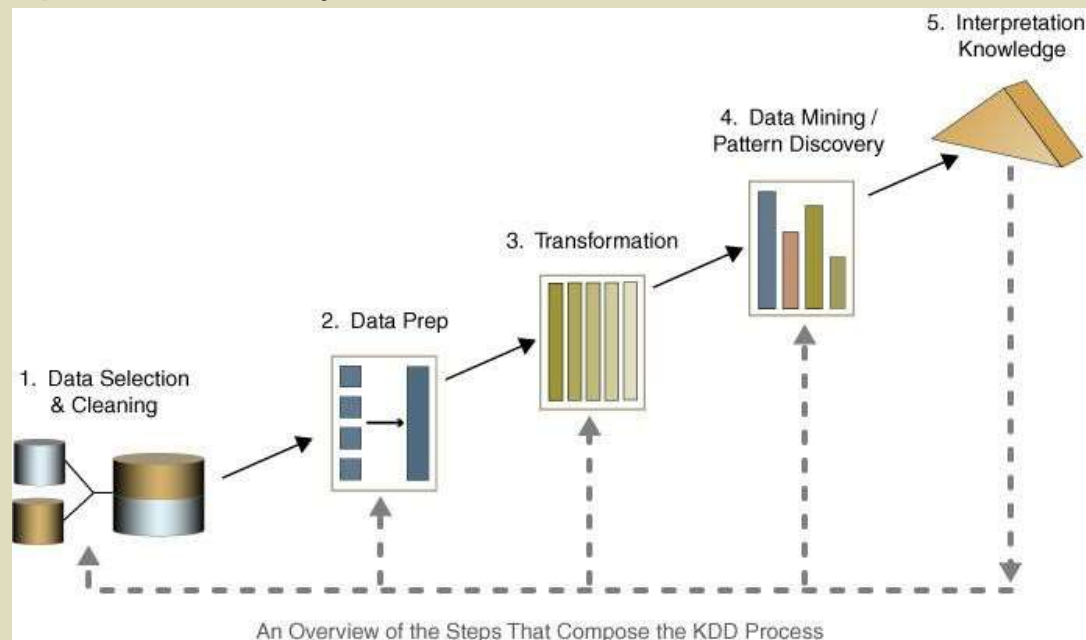 5. Interpretation
Knowledge
4. Data Mining /
Pattern Discovery
3. Transformation
2. Data Prep
1. Data Selection
& Cleaning
An Overview of the Steps That Compose the KDD Process